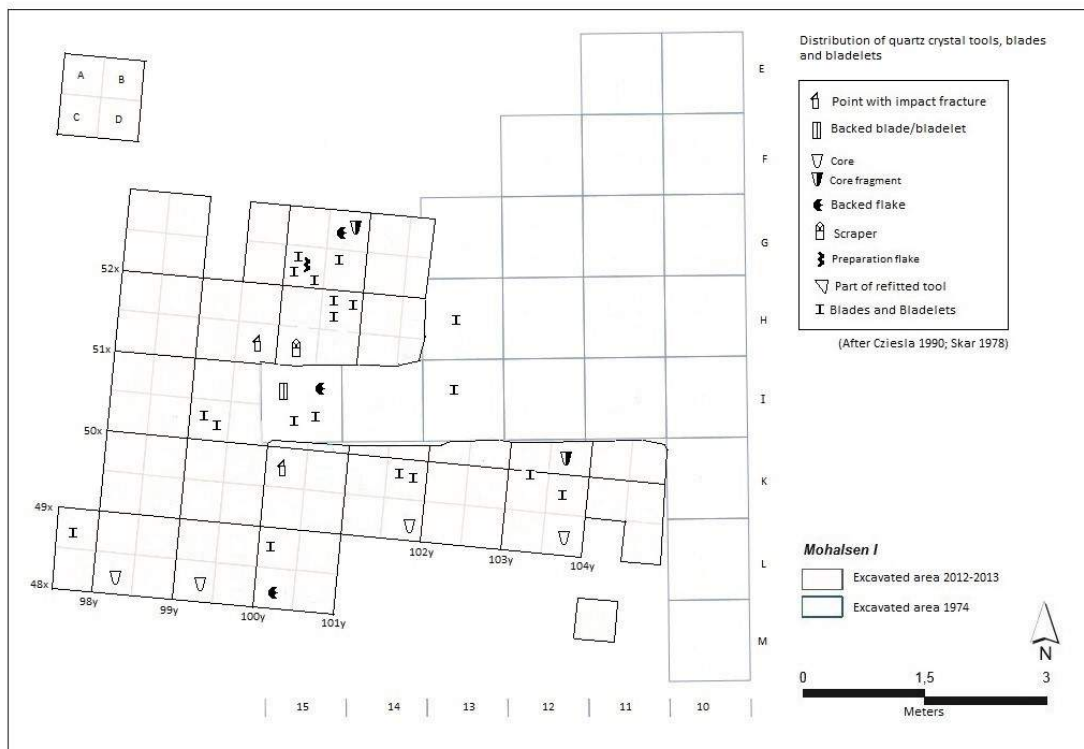 Distribution of quartz crystal tools, blades
and bladelets
Point with impact fracture
Backed blade/bladelet
Core
Core fragment
Backed flake
Scraper
Preparation flake
Part of refitted tool
Blades and Bladelets
(After Cziesla 1990; Skar 1978)
A B
C D
E
F
G
H
I
K
L
M
52x
51x
50x
49x
48x
98y
99y
100y
101y
102y
103y
104y
15 14 13 12 11 10
Mohalsen I
Excavated area 2012-2013
Excavated area 1974
N
0 1,5 3
Meters